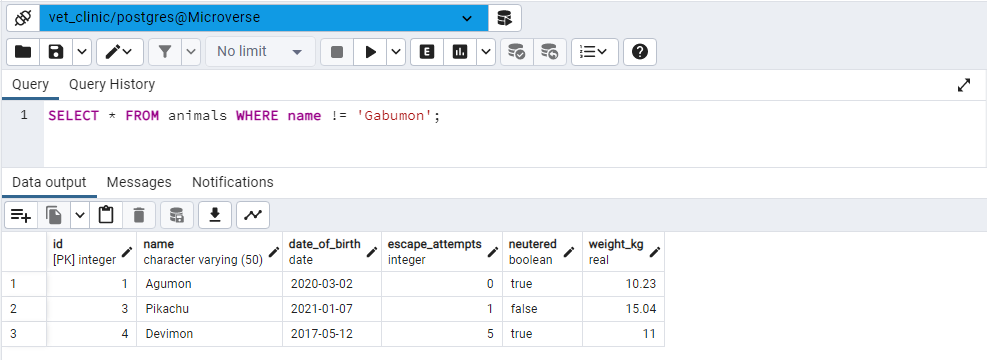 vet_clinic/postgres@Microverse
No limit
E
Query Query History
1 SELECT * FROM animals WHERE name != 'Gabumon';
Data output Messages Notifications
id name date_of_birth escape_attempts neutered weight_kg
[PK] integer character varying (50) date integer boolean real
1 1 Agumon 2020-03-02 0 true 10.23
2 3 Pikachu 2021-01-07 1 false 15.04
3 4 Devimon 2017-05-12 5 true 11